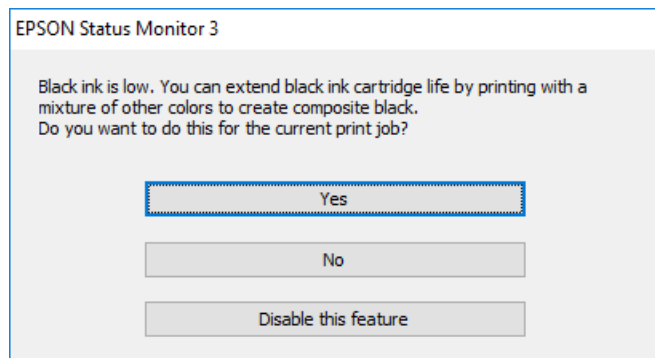 EPSON Status Monitor 3
Black ink is low. You can extend black ink cartridge life by printing with a
mixture of other colors to create composite black.
Do you want to do this for the current print job?
Yes
No
Disable this feature